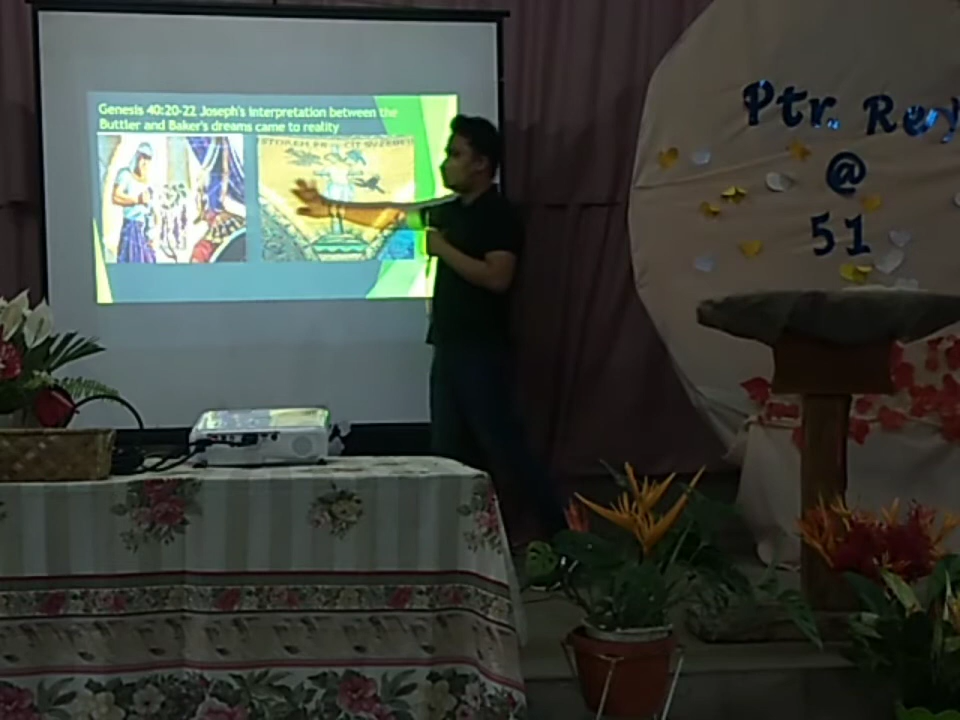 Genesis 40:20-22 Joseph's interpretation between the
Buttler and Baker's dreams came to reality
Ptr. Rey
@
51